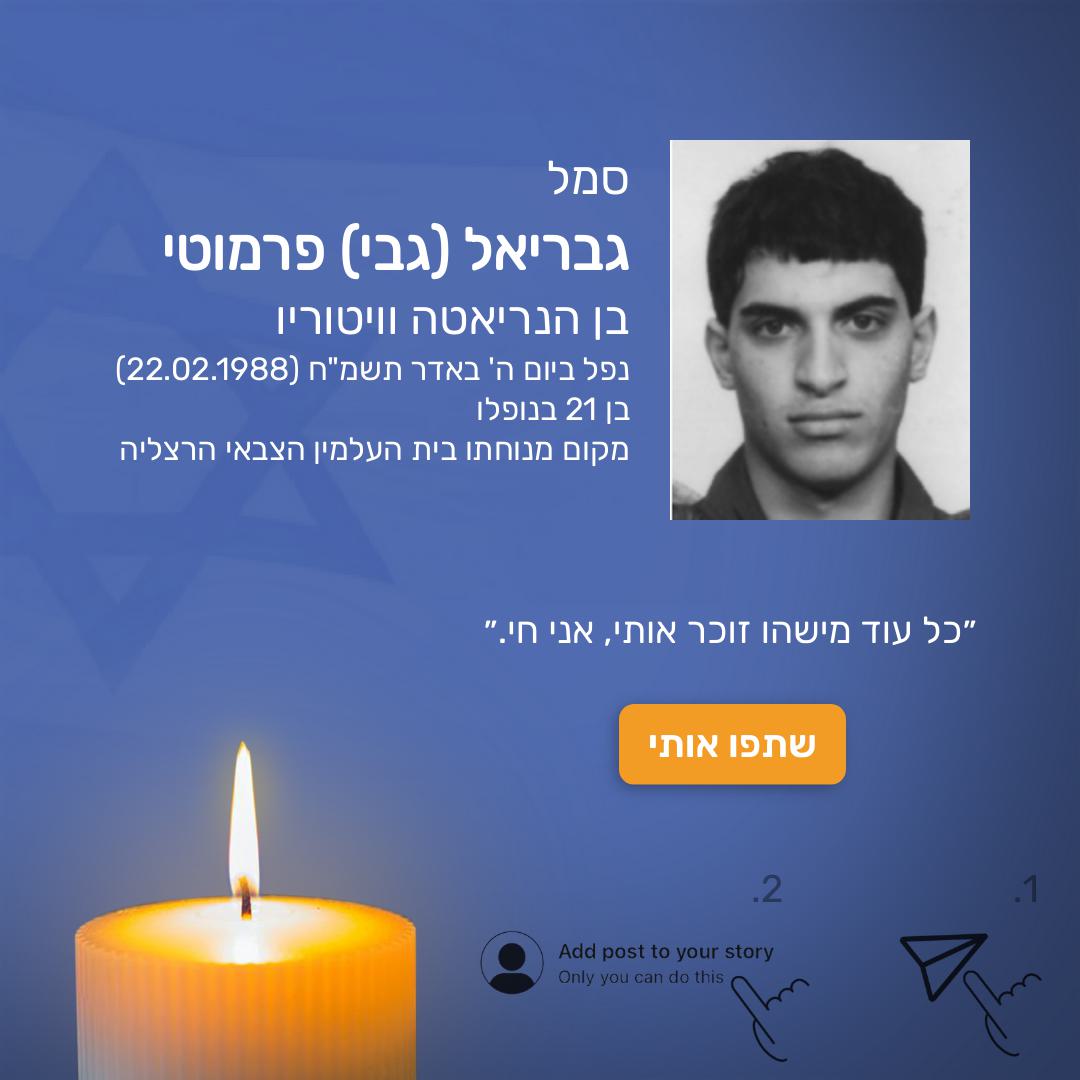 סמל
גבריאל (גבי) פרמוטי
בן הנריאטה וויטוריו
נפל ביום ה' באדר תשמ"ח (22.02.1988)
בן 21 בנופלו
מקום מנוחתו בית העלמין הצבאי הרצליה
״כל עוד מישהו זוכר אותי, אני חי.״
שתפו אותי
1.
2.
Add post to your story
Only you can do this